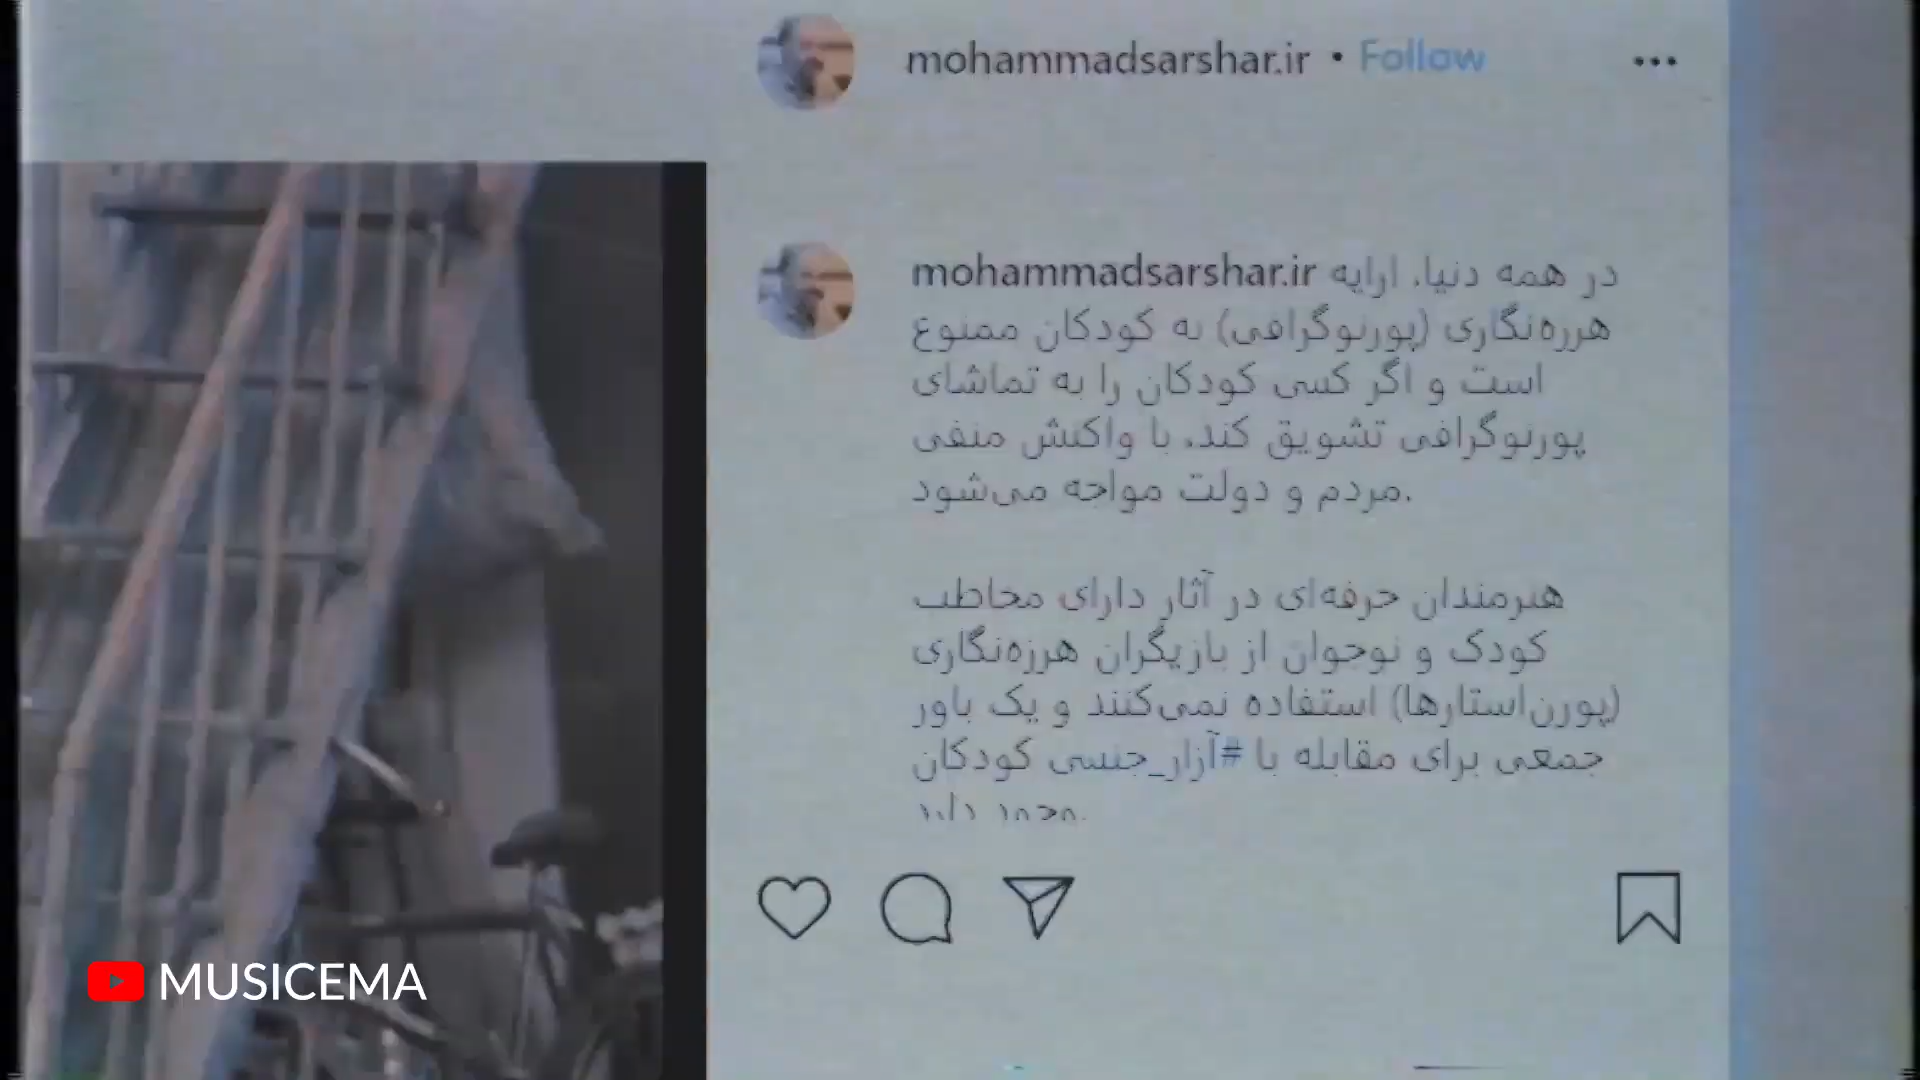 mohammadsarshar.ir • Follow
mohammadsarshar.ir در همه دنیا، ارایه
هرزه‌نگاری (پورنوگرافی) به کودکان ممنوع
است و اگر کسی کودکان را به تماشای
پورنوگرافی تشویق کند، با واکنش منفی
مردم و دولت مواجه می‌شود.
هنرمندان حرفه‌ای در آثار دارای مخاطب
کودک و نوجوان از بازیگران هرزه‌نگاری
(پورن‌استارها) استفاده نمی‌کنند و یک باور
جمعی برای مقابله با #آزار_جنسی کودکان
وجود دارد.
MUSICEMA